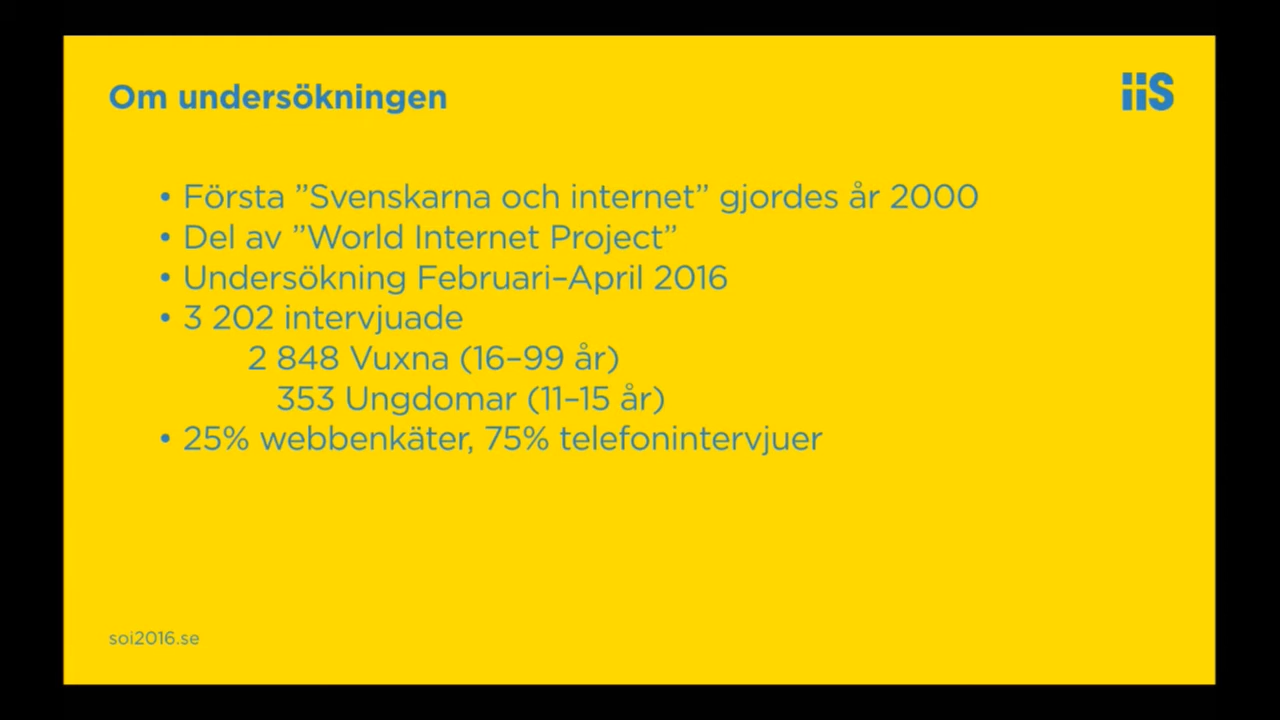 Om undersökningen
iis
• Första ”Svenskarna och internet” gjordes år 2000
• Del av ”World Internet Project”
• Undersökning Februari–April 2016
• 3 202 intervjuade
2 848 Vuxna (16–99 år)
353 Ungdomar (11–15 år)
• 25% webbenkäter, 75% telefonintervjuer
soi2016.se